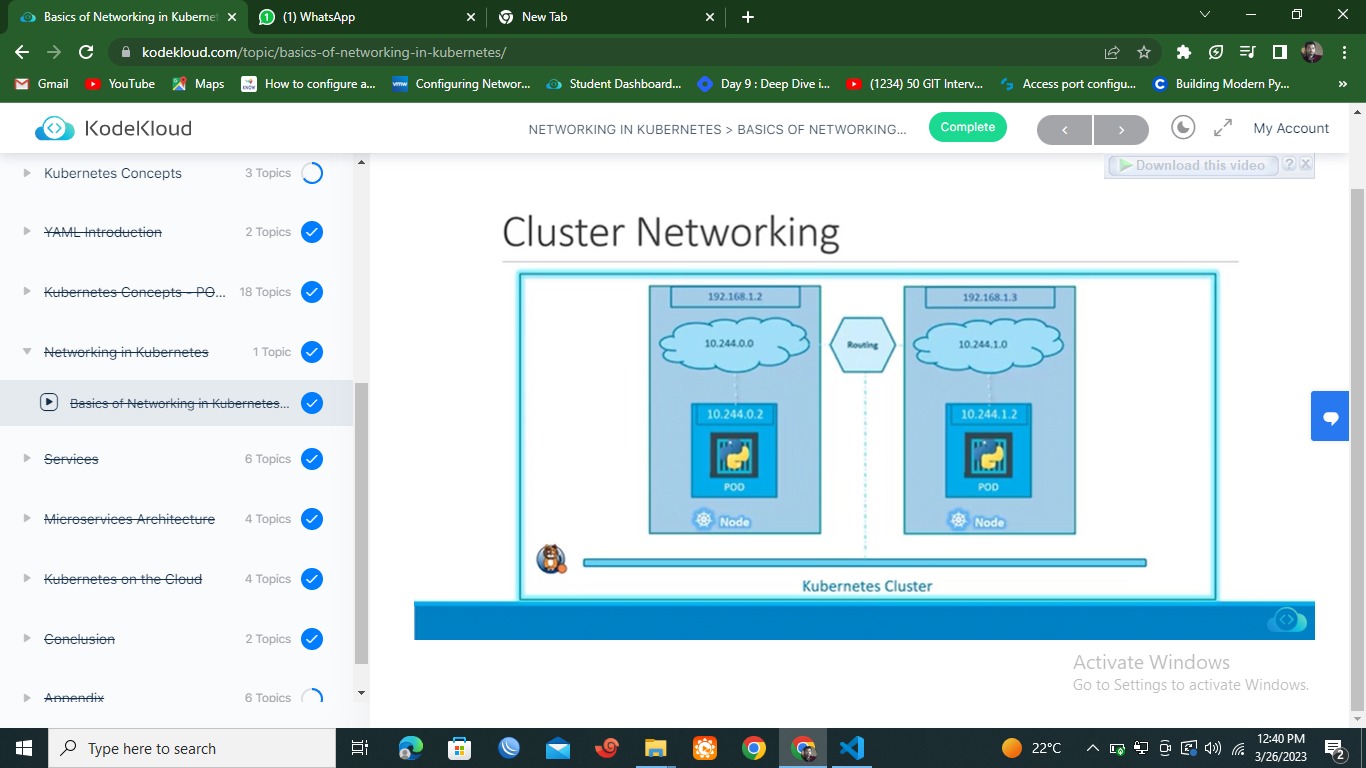 Basics of Networking in Kubernet
(1) WhatsApp
New Tab
kodekloud.com/topic/basics-of-networking-in-kubernetes/
Gmail
YouTube
Maps
How to configure a...
Configuring Networ...
Student Dashboard...
Day 9 : Deep Dive i...
(1234) 50 GIT Interv...
Access port configu...
Building Modern Py...
»
KodeKloud
NETWORKING IN KUBERNETES > BASICS OF NETWORKING...
Complete
My Account
Kubernetes Concepts 3 Topics
YAML Introduction 2 Topics
Kubernetes Concepts - PO... 18 Topics
Networking in Kubernetes 1 Topic
Basics of Networking in Kubernetes...
Services 6 Topics
Microservices Architecture 4 Topics
Kubernetes on the Cloud 4 Topics
Conclusion 2 Topics
Appendix 6 Topics
Download this video ? X
Cluster Networking
192.168.1.2
192.168.1.3
10.244.0.0
Routing
10.244.1.0
10.244.0.2
10.244.1.2
POD
POD
Node
Node
Kubernetes Cluster
Activate Windows
Go to Settings to activate Windows.
Type here to search
22°C
12:40 PM
3/26/2023
2